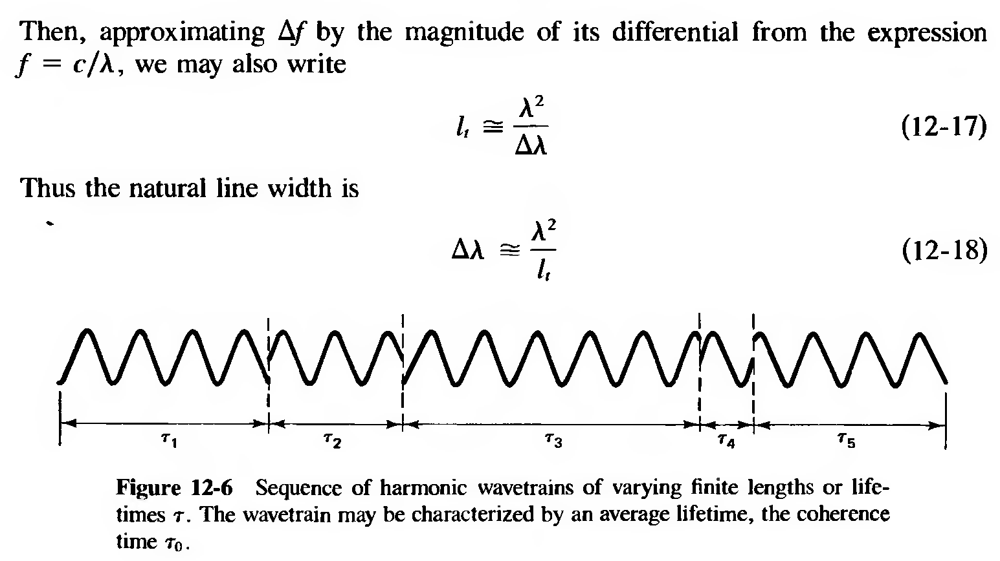 Then, approximating Δf by the magnitude of its differential from the expression
f = c/λ, we may also write
lₜ ≅ λ²/Δλ (12-17)
Thus the natural line width is
Δλ ≅ λ²/lₜ (12-18)
τ₁ τ₂ τ₃ τ₄ τ₅
Figure 12-6 Sequence of harmonic wavetrains of varying finite lengths or life-
times τ. The wavetrain may be characterized by an average lifetime, the coherence
time τ₀.